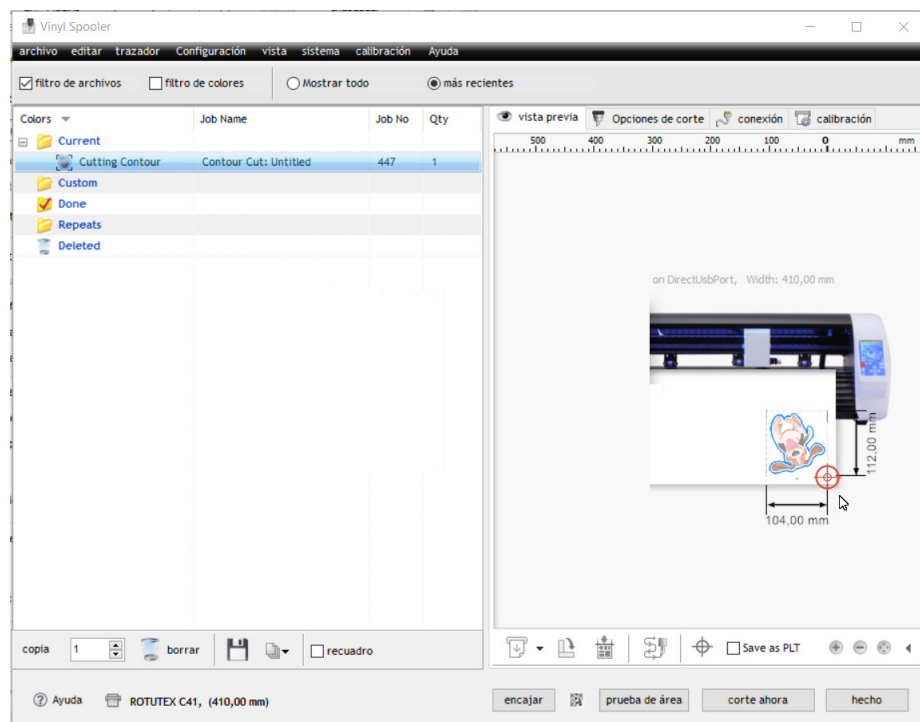 Vinyl Spooler
archivo editar trazador Configuración vista sistema calibración Ayuda
filtro de archivos filtro de colores Mostrar todo más recientes
Colors Job Name Job No Qty
Current
Cutting Contour Contour Cut: Untitled 447 1
Custom
Done
Repeats
Deleted
vista previa Opciones de corte conexión calibración
500 400 300 200 100 0 mm
on DirectUsbPort, Width: 410,00 mm
112,00 mm
104,00 mm
copia 1 borrar recuadro
Save as PLT
Ayuda ROTUTEX C41, (410,00 mm)
encajar prueba de área corte ahora hecho